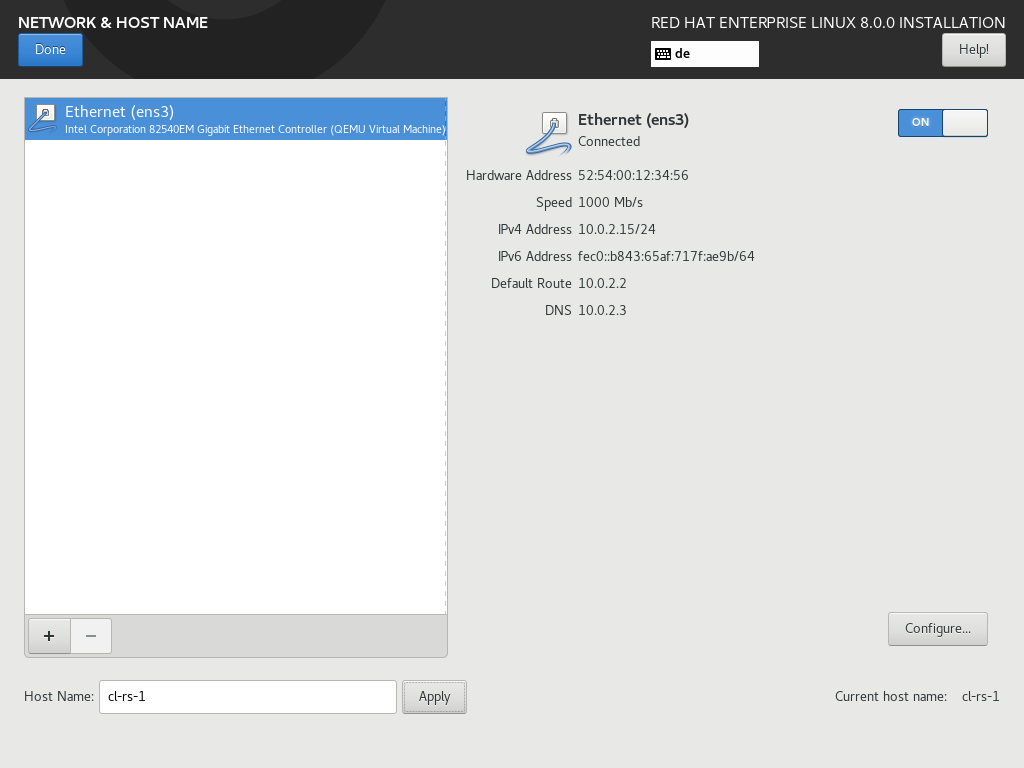 NETWORK & HOST NAME
RED HAT ENTERPRISE LINUX 8.0.0 INSTALLATION
Done
de
Help!
Ethernet (ens3)
Intel Corporation 82540EM Gigabit Ethernet Controller (QEMU Virtual Machine)
Ethernet (ens3)
Connected
ON
Hardware Address 52:54:00:12:34:56
Speed 1000 Mb/s
IPv4 Address 10.0.2.15/24
IPv6 Address fec0::b843:65af:717f:ae9b/64
Default Route 10.0.2.2
DNS 10.0.2.3
+ −
Configure...
Host Name: cl-rs-1 Apply
Current host name: cl-rs-1